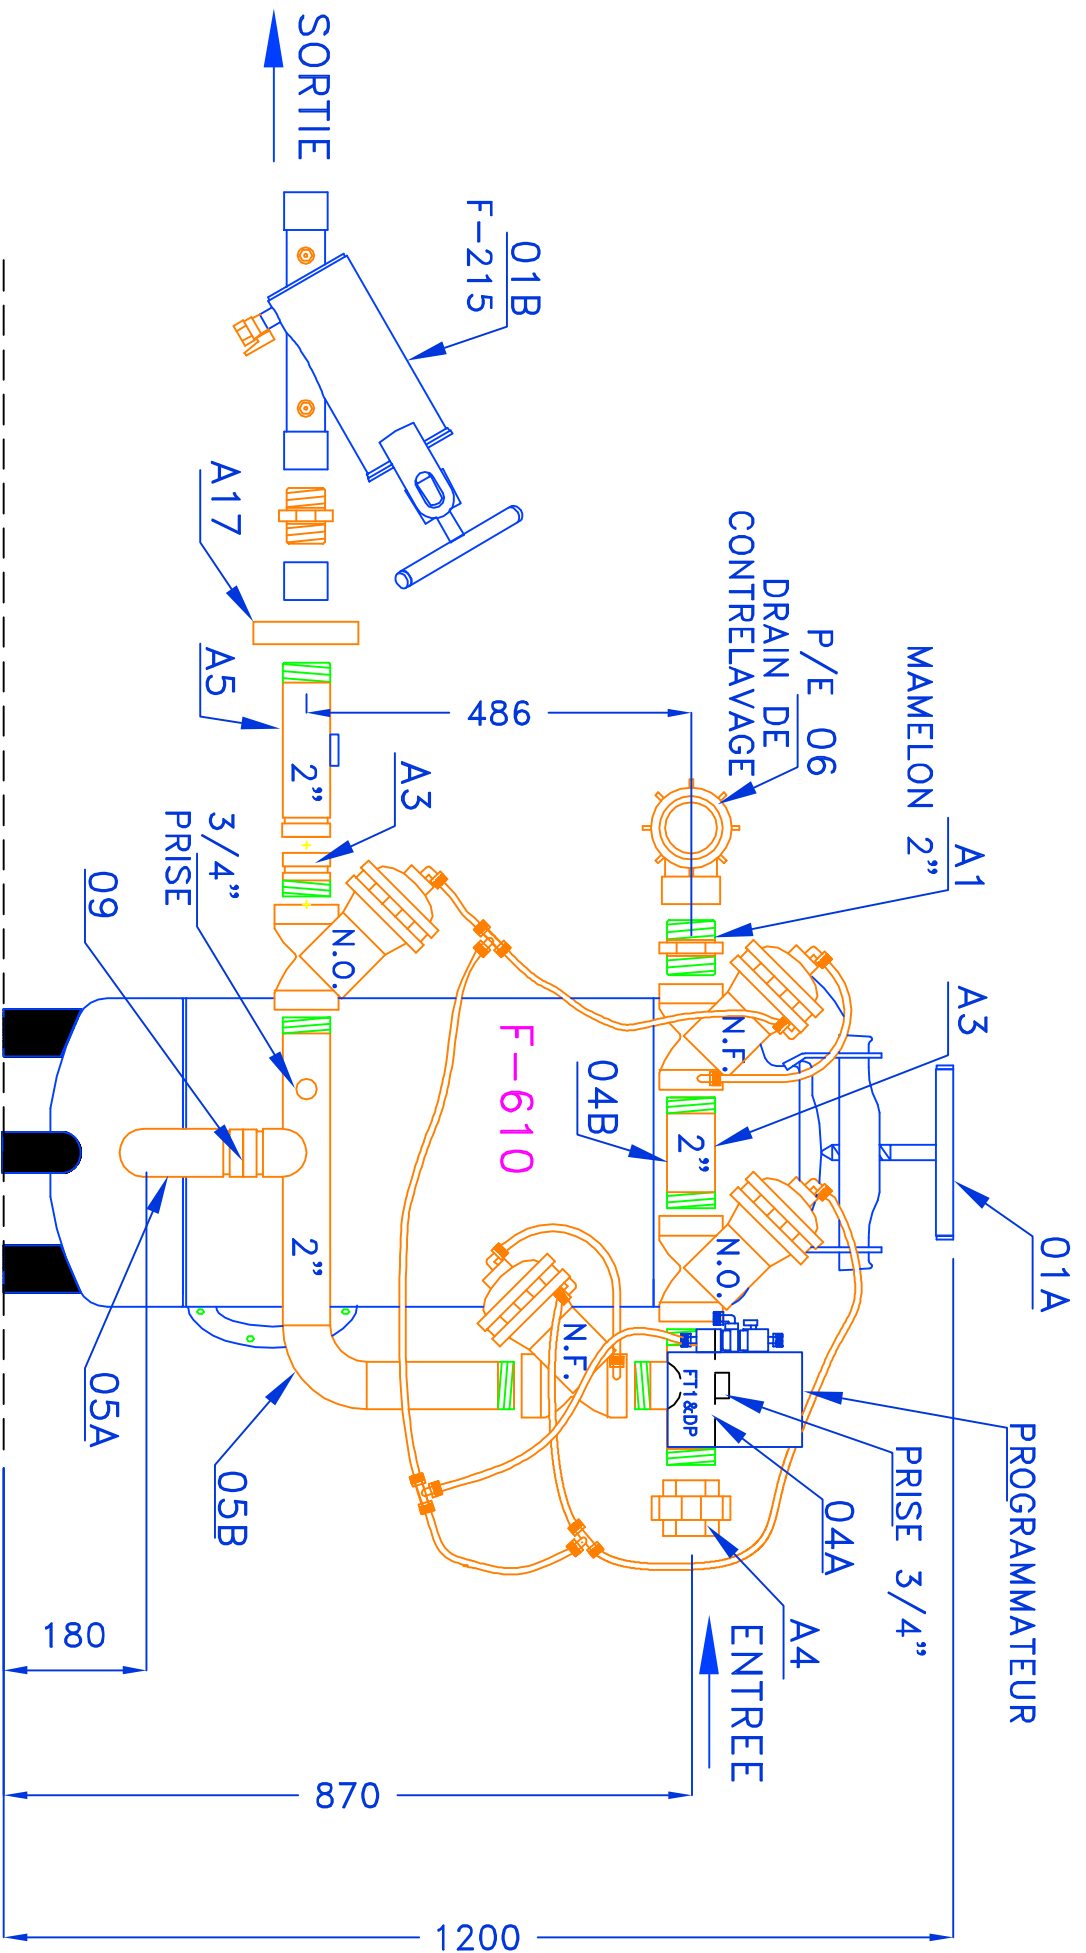 01A
PROGRAMMATEUR
A3
A1
MAMELON 2”
PRISE 3/4”
04A
P/E 06
DRAIN DE
CONTRELAVAGE
A4
ENTREE
N.F.
2”
N.O.
FT1&DP
04B
F-610
N.F.
486
01B
F-215
A3
N.O.
SORTIE
2”
2”
A17
A5
3/4”
PRISE
09
05A
05B
180
870
1200